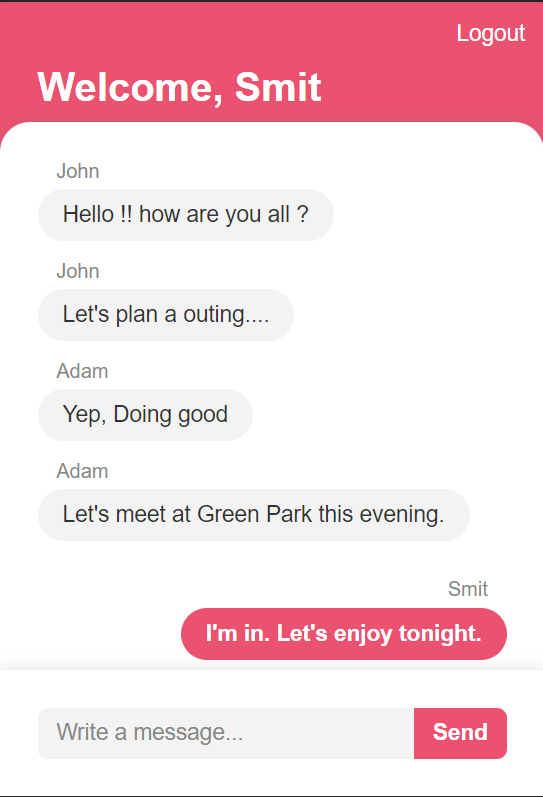 Logout
Welcome, Smit
John
Hello !! how are you all ?
John
Let's plan a outing....
Adam
Yep, Doing good
Adam
Let's meet at Green Park this evening.
Smit
I'm in. Let's enjoy tonight.
Write a message...
Send